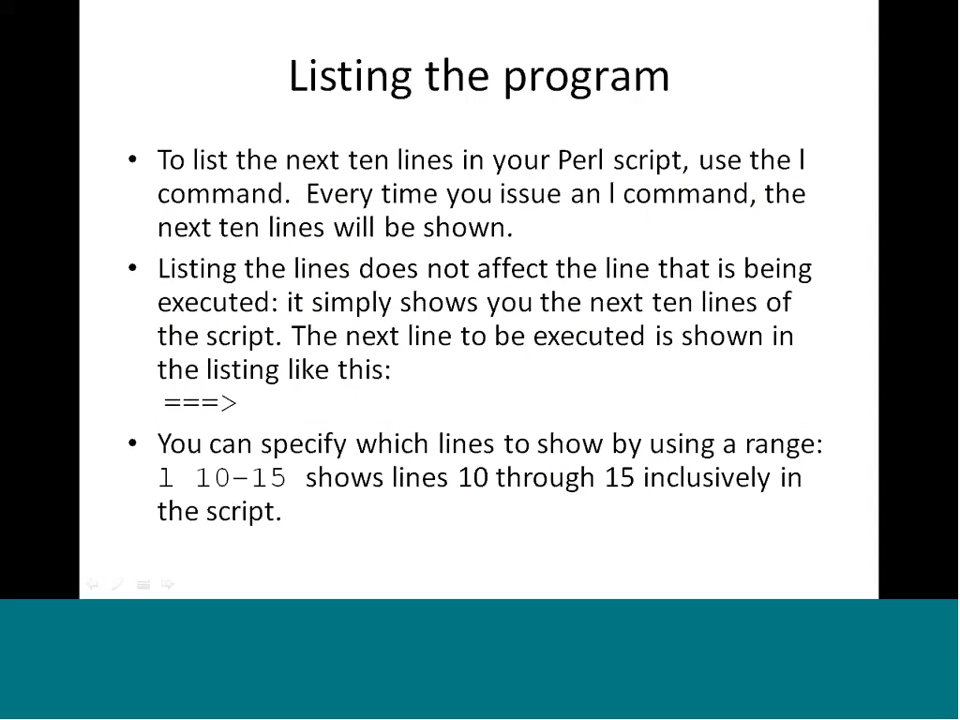 Listing the program
• To list the next ten lines in your Perl script, use the l
command.  Every time you issue an l command, the
next ten lines will be shown.
• Listing the lines does not affect the line that is being
executed: it simply shows you the next ten lines of
the script. The next line to be executed is shown in
the listing like this:
===>
• You can specify which lines to show by using a range:
l 10-15 shows lines 10 through 15 inclusively in
the script.